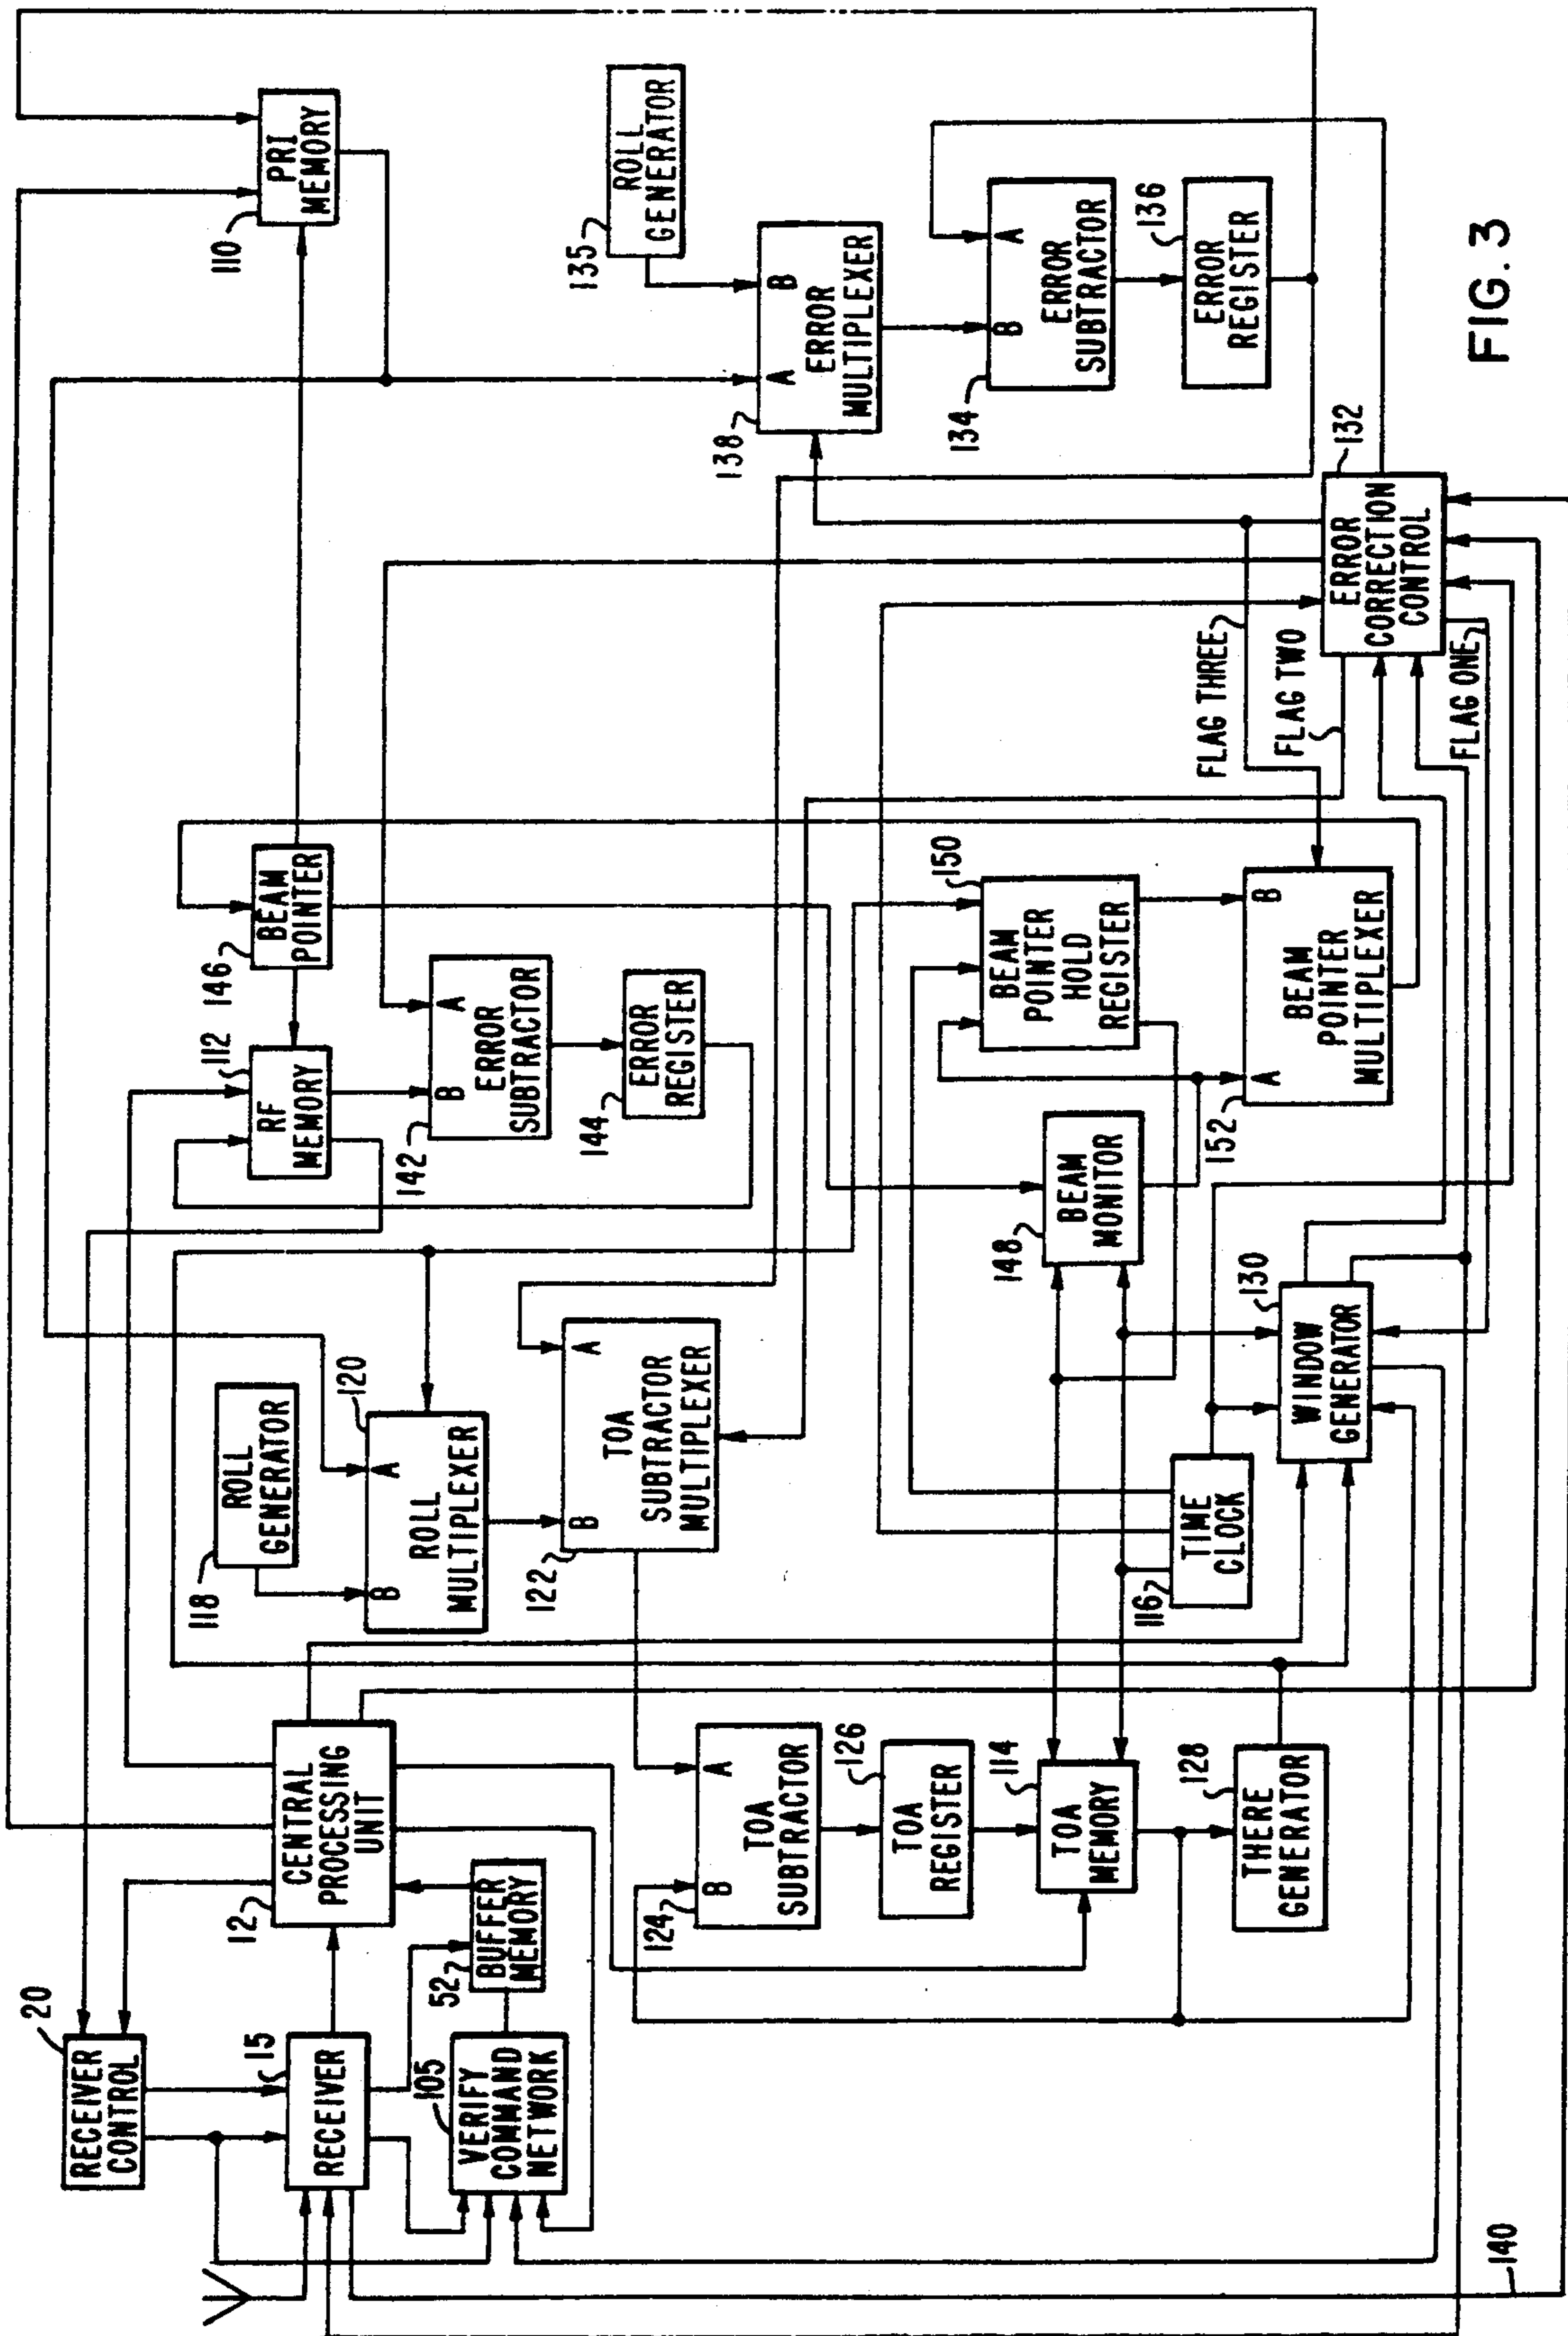 20
RECEIVER
CONTROL
15
RECEIVER
105
VERIFY
COMMAND
NETWORK
52
BUFFER
MEMORY
12
CENTRAL
PROCESSING
UNIT
118
ROLL
GENERATOR
120
A
B
ROLL
MULTIPLEXER
122
A
B
TOA
SUBTRACTOR
MULTIPLEXER
124
A
B
TOA
SUBTRACTOR
126
TOA
REGISTER
114
TOA
MEMORY
128
THERE
GENERATOR
116
TIME
CLOCK
130
WINDOW
GENERATOR
112
RF
MEMORY
146
BEAM
POINTER
142
B
A
ERROR
SUBTRACTOR
144
ERROR
REGISTER
148
BEAM
MONITOR
150
BEAM
POINTER
HOLD
REGISTER
152
A
B
BEAM
POINTER
MULTIPLEXER
110
PRI
MEMORY
135
ROLL
GENERATOR
138
A
B
ERROR
MULTIPLEXER
134
B
A
ERROR
SUBTRACTOR
136
ERROR
REGISTER
132
ERROR
CORRECTION
CONTROL
FLAG THREE
FLAG TWO
FLAG ONE
140
FIG. 3